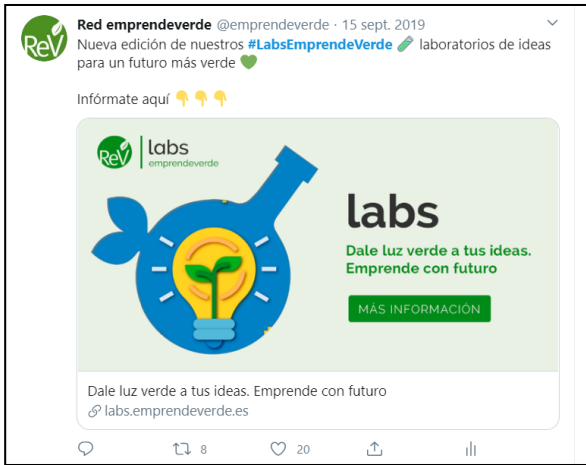 Red emprendeverde @emprendeverde · 15 sept. 2019
Nueva edición de nuestros #LabsEmprendeVerde 🧪 laboratorios de ideas
para un futuro más verde 💚
Infórmate aquí 👇 👇 👇
ReV
ReV labs
emprendeverde
labs
Dale luz verde a tus ideas.
Emprende con futuro
MÁS INFORMACIÓN
Dale luz verde a tus ideas. Emprende con futuro
labs.emprendeverde.es
8 20